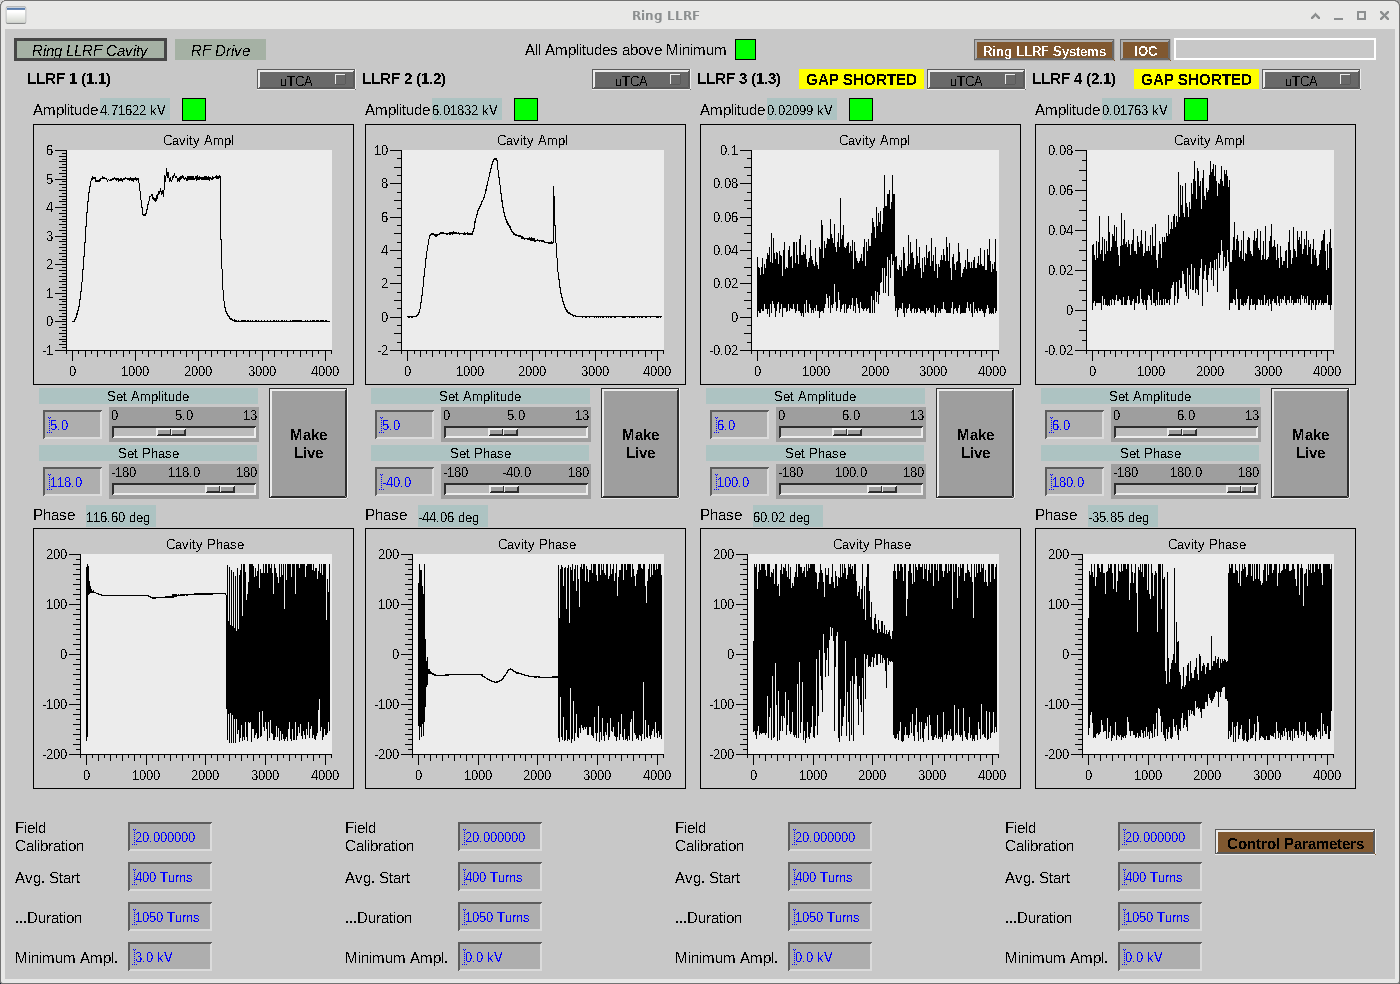 Ring LLRF
Ring LLRF Cavity RF Drive All Amplitudes above Minimum Ring LLRF Systems IOC
LLRF 1 (1.1) uTCA LLRF 2 (1.2) uTCA LLRF 3 (1.3) GAP SHORTED uTCA LLRF 4 (2.1) GAP SHORTED uTCA
Amplitude 4.71622 kV Amplitude 6.01832 kV Amplitude 0.02099 kV Amplitude 0.01763 kV
Cavity Ampl
6
5
4
3
2
1
0
-1
0 1000 2000 3000 4000
Cavity Ampl
10
8
6
4
2
0
-2
0 1000 2000 3000 4000
Cavity Ampl
0.1
0.08
0.06
0.04
0.02
0
-0.02
0 1000 2000 3000 4000
Cavity Ampl
0.08
0.06
0.04
0.02
0
-0.02
0 1000 2000 3000 4000
Set Amplitude
5.0 0 5.0 13
Set Phase
118.0 -180 118.0 180
Make
Live
Set Amplitude
5.0 0 5.0 13
Set Phase
-40.0 -180 -40.0 180
Make
Live
Set Amplitude
6.0 0 6.0 13
Set Phase
100.0 -180 100.0 180
Make
Live
Set Amplitude
6.0 0 6.0 13
Set Phase
180.0 -180 180.0 180
Make
Live
Phase 116.60 deg Phase -44.06 deg Phase 60.02 deg Phase -35.85 deg
Cavity Phase
200
100
0
-100
-200
0 1000 2000 3000 4000
Cavity Phase
200
100
0
-100
-200
0 1000 2000 3000 4000
Cavity Phase
200
100
0
-100
-200
0 1000 2000 3000 4000
Cavity Phase
200
100
0
-100
-200
0 1000 2000 3000 4000
Field
Calibration 20.000000
Avg. Start 400 Turns
...Duration 1050 Turns
Minimum Ampl. 3.0 kV
Field
Calibration 20.000000
Avg. Start 400 Turns
...Duration 1050 Turns
Minimum Ampl. 0.0 kV
Field
Calibration 20.000000
Avg. Start 400 Turns
...Duration 1050 Turns
Minimum Ampl. 0.0 kV
Field
Calibration 20.000000
Avg. Start 400 Turns
...Duration 1050 Turns
Minimum Ampl. 0.0 kV
Control Parameters